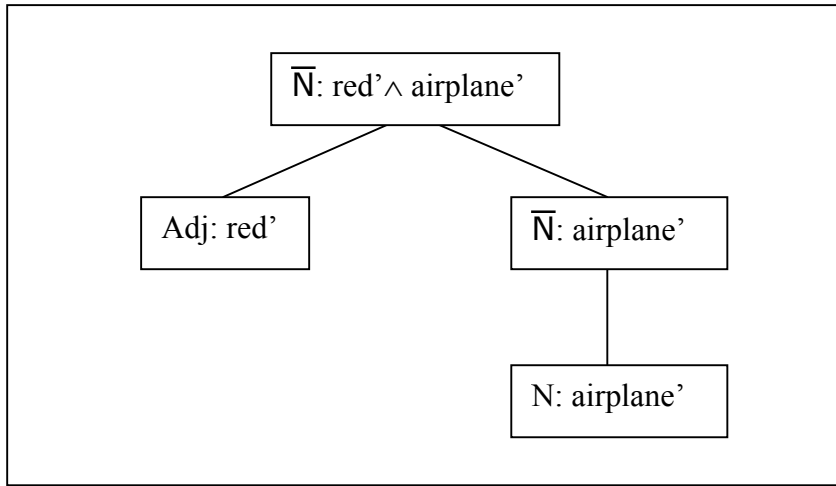 N̅: red’∧ airplane’
Adj: red’
N̅: airplane’
N: airplane’